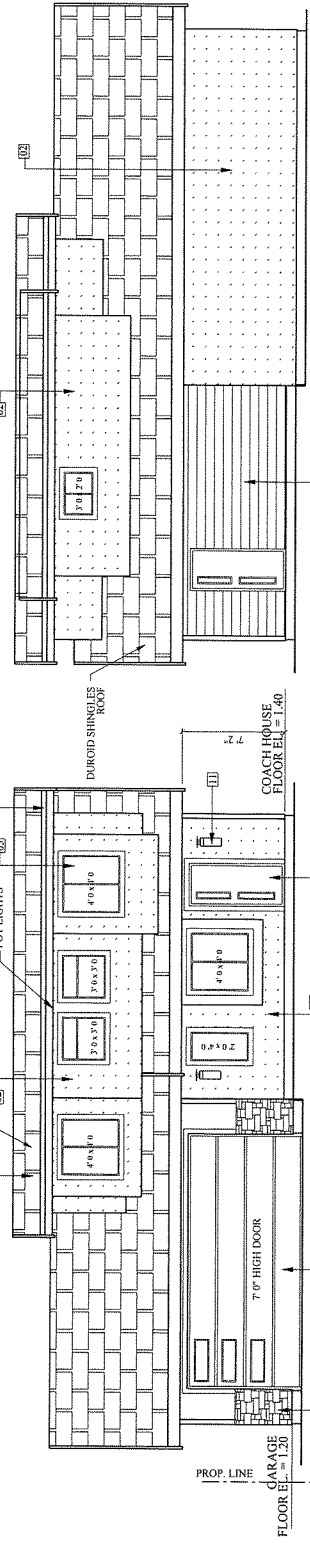 POT LIGHTS
4'0 x 4'0
3'0 x 3'0
3'0 x 3'0
4'0 x 4'0
2'0 x 4'0
4'0 x 4'0
11
7' 2"
COACH HOUSE
FLOOR EL. = 1.40
7' 0" HIGH DOOR
PROP. LINE
GARAGE
FLOOR EL. = 1.20
02
02
3'0 x 2'0
DUROID SHINGLES
ROOF